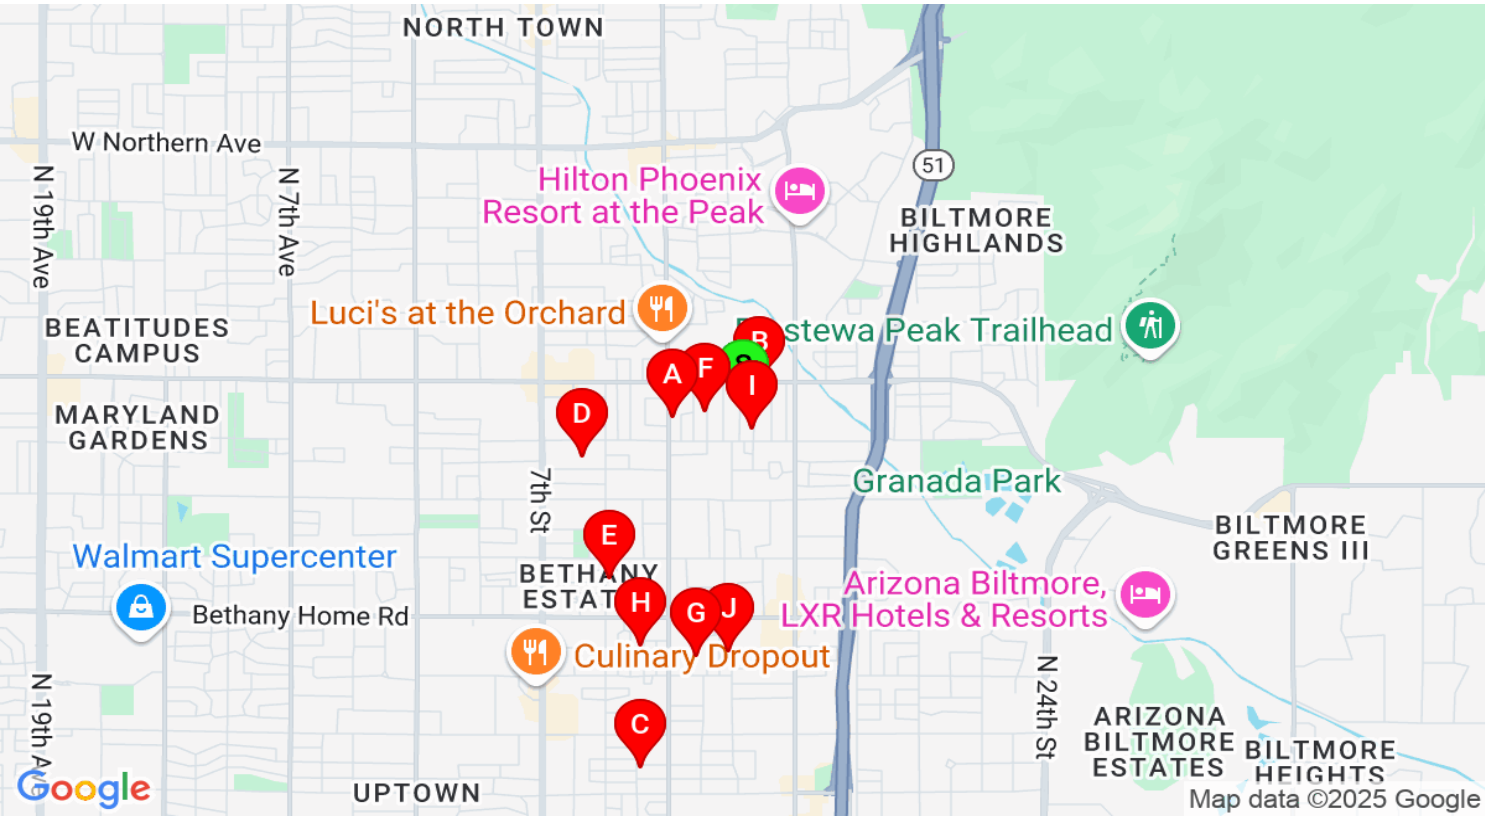 NORTH TOWN
W Northern Ave
51
N 19th Ave
N 7th Ave
Hilton Phoenix
Resort at the Peak
BILTMORE
HIGHLANDS
Luci's at the Orchard
BEATITUDES
CAMPUS
B
stewa Peak Trailhead
A
F
I
MARYLAND
GARDENS
D
7th St
Granada Park
E
BILTMORE
GREENS III
Walmart Supercenter
BETHANY
Bethany Home Rd
H
G
J
Arizona Biltmore,
LXR Hotels & Resorts
Culinary Dropout
N 19th
N 24th St
C
ARIZONA
BILTMORE
ESTATES
BILTMORE
HEIGHTS
UPTOWN
Google
Map data ©2025 Google